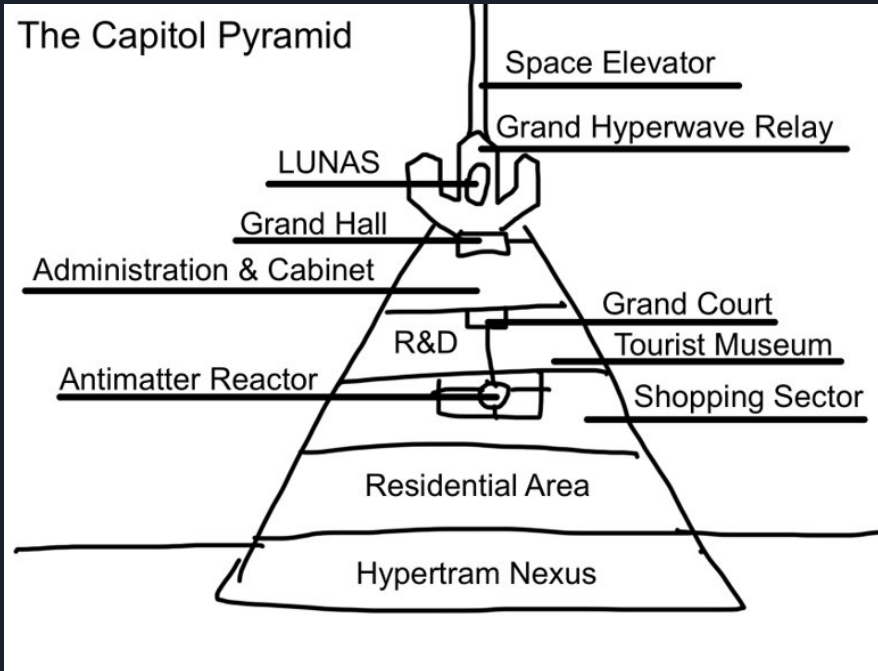 The Capitol Pyramid
Space Elevator
Grand Hyperwave Relay
LUNAS
Grand Hall
Administration & Cabinet
Grand Court
R&D
Tourist Museum
Antimatter Reactor
Shopping Sector
Residential Area
Hypertram Nexus